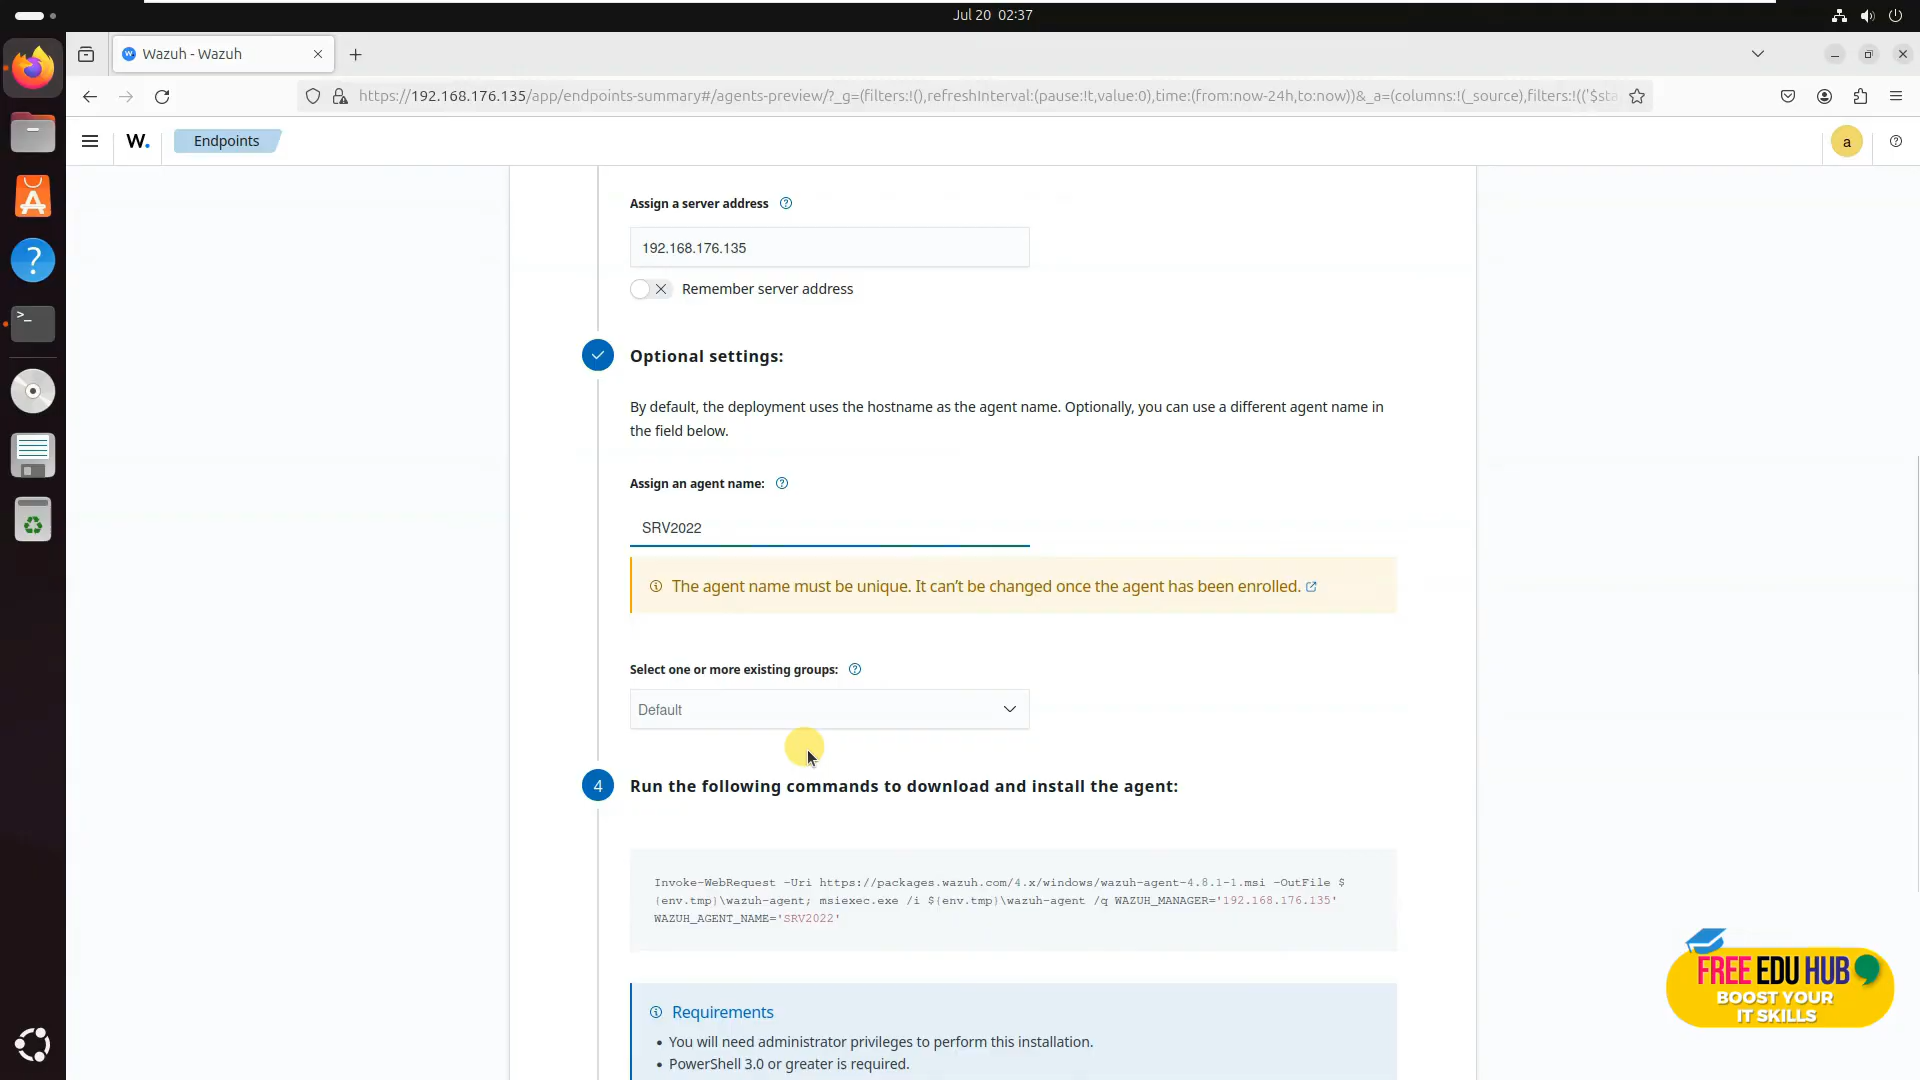 Jul 20 02:37
Wazuh - Wazuh
https://192.168.176.135/app/endpoints-summary#/agents-preview/?_g=(filters:!(),refreshInterval:(pause:!t,value:0),time:(from:now-24h,to:now))&_a=(columns:!(_source),filters:!(('$sta
W.
Endpoints
a
Assign a server address
192.168.176.135
Remember server address
Optional settings:
By default, the deployment uses the hostname as the agent name. Optionally, you can use a different agent name in
the field below.
Assign an agent name:
SRV2022
The agent name must be unique. It can't be changed once the agent has been enrolled.
Select one or more existing groups:
Default
4
Run the following commands to download and install the agent:
Invoke-WebRequest -Uri https://packages.wazuh.com/4.x/windows/wazuh-agent-4.8.1-1.msi -OutFile $
{env.tmp}\wazuh-agent; msiexec.exe /i ${env.tmp}\wazuh-agent /q WAZUH_MANAGER='192.168.176.135'
WAZUH_AGENT_NAME='SRV2022'
Requirements
• You will need administrator privileges to perform this installation.
• PowerShell 3.0 or greater is required.
FREE EDU HUB
BOOST YOUR
IT SKILLS